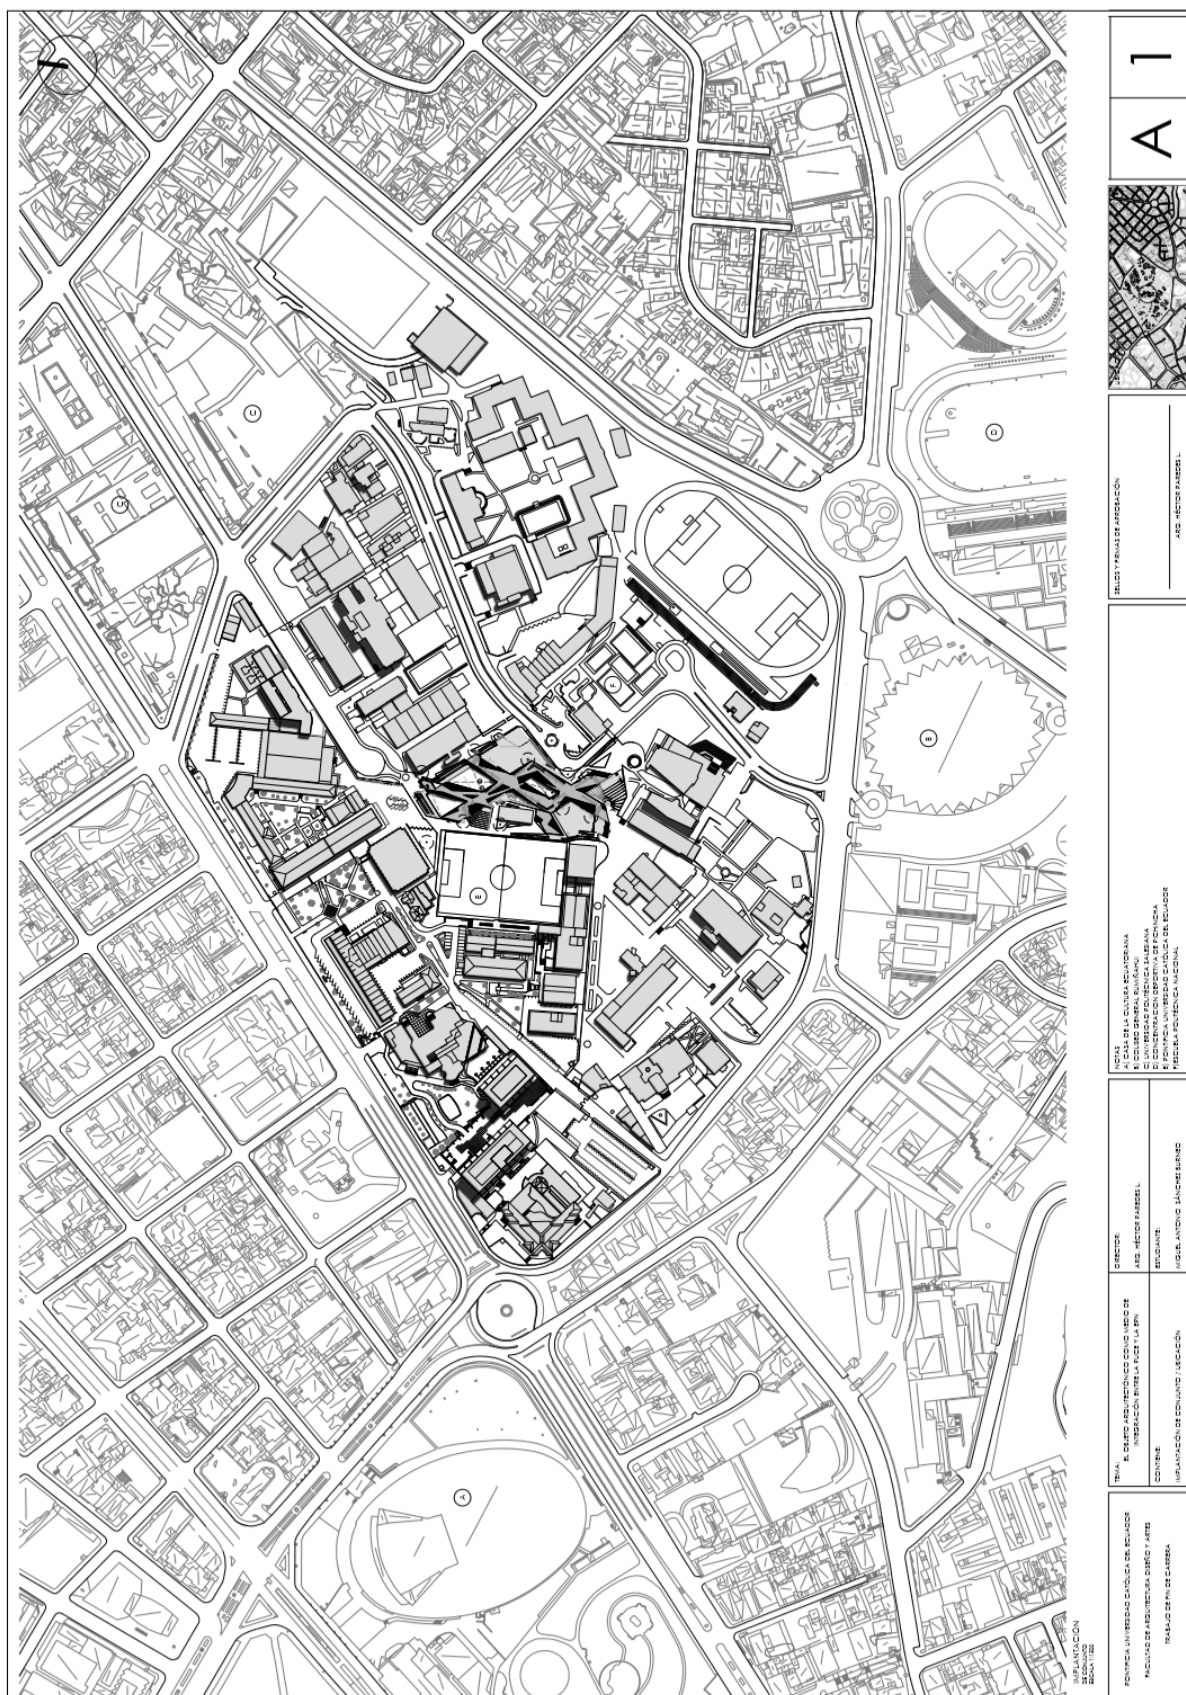 PONTIFICIA UNIVERSIDAD CATÓLICA DEL ECUADOR
FACULTAD DE ARQUITECTURA DISEÑO Y ARTES
TRABAJO DE FIN DE CARRERA
TEMA:
EL OBJETO ARQUITECTÓNICO COMO MEDIO DE
INTEGRACIÓN ENTRE LA PUCE Y LA EPN
CONTIENE:
IMPLANTACIÓN DE CONJUNTO / UBICACIÓN
DIRECTOR:
ARQ. HÉCTOR PAREDES L.
ESTUDIANTE:
MIGUEL ANTONIO SÁNCHEZ BURNEO
NOTAS
A) CASA DE LA CULTURA ECUATORIANA
B) COLISEO GENERAL RUMIÑAHUI
C) UNIVERSIDAD POLITÉCNICA SALESIANA
D) CONCENTRACIÓN DEPORTIVA DE PICHINCHA
E) PONTIFICIA UNIVERSIDAD CATÓLICA DEL ECUADOR
F)ESCUELA POLITÉCNICA NACIONAL
SELLOS Y FIRMAS DE APROBACIÓN
ARQ. HÉCTOR PAREDES L.
A
1
IMPLANTACIÓN
DE CONJUNTO
A
B
C
D
E
F